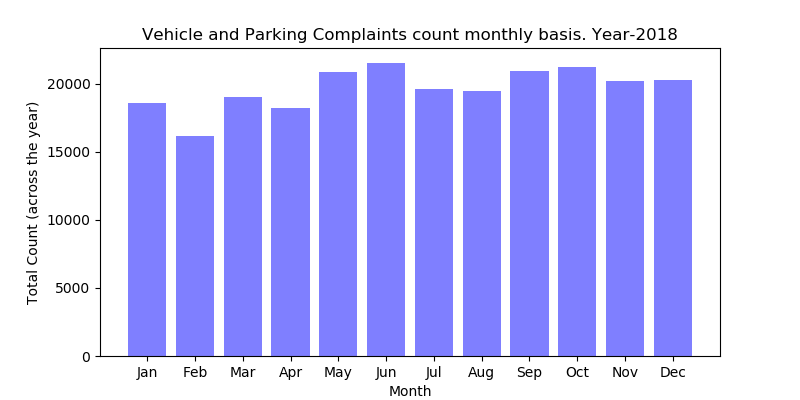 Vehicle and Parking Complaints count monthly basis. Year-2018
Total Count (across the year)
20000
15000
10000
5000
0
Jan Feb Mar Apr May Jun Jul Aug Sep Oct Nov Dec
Month